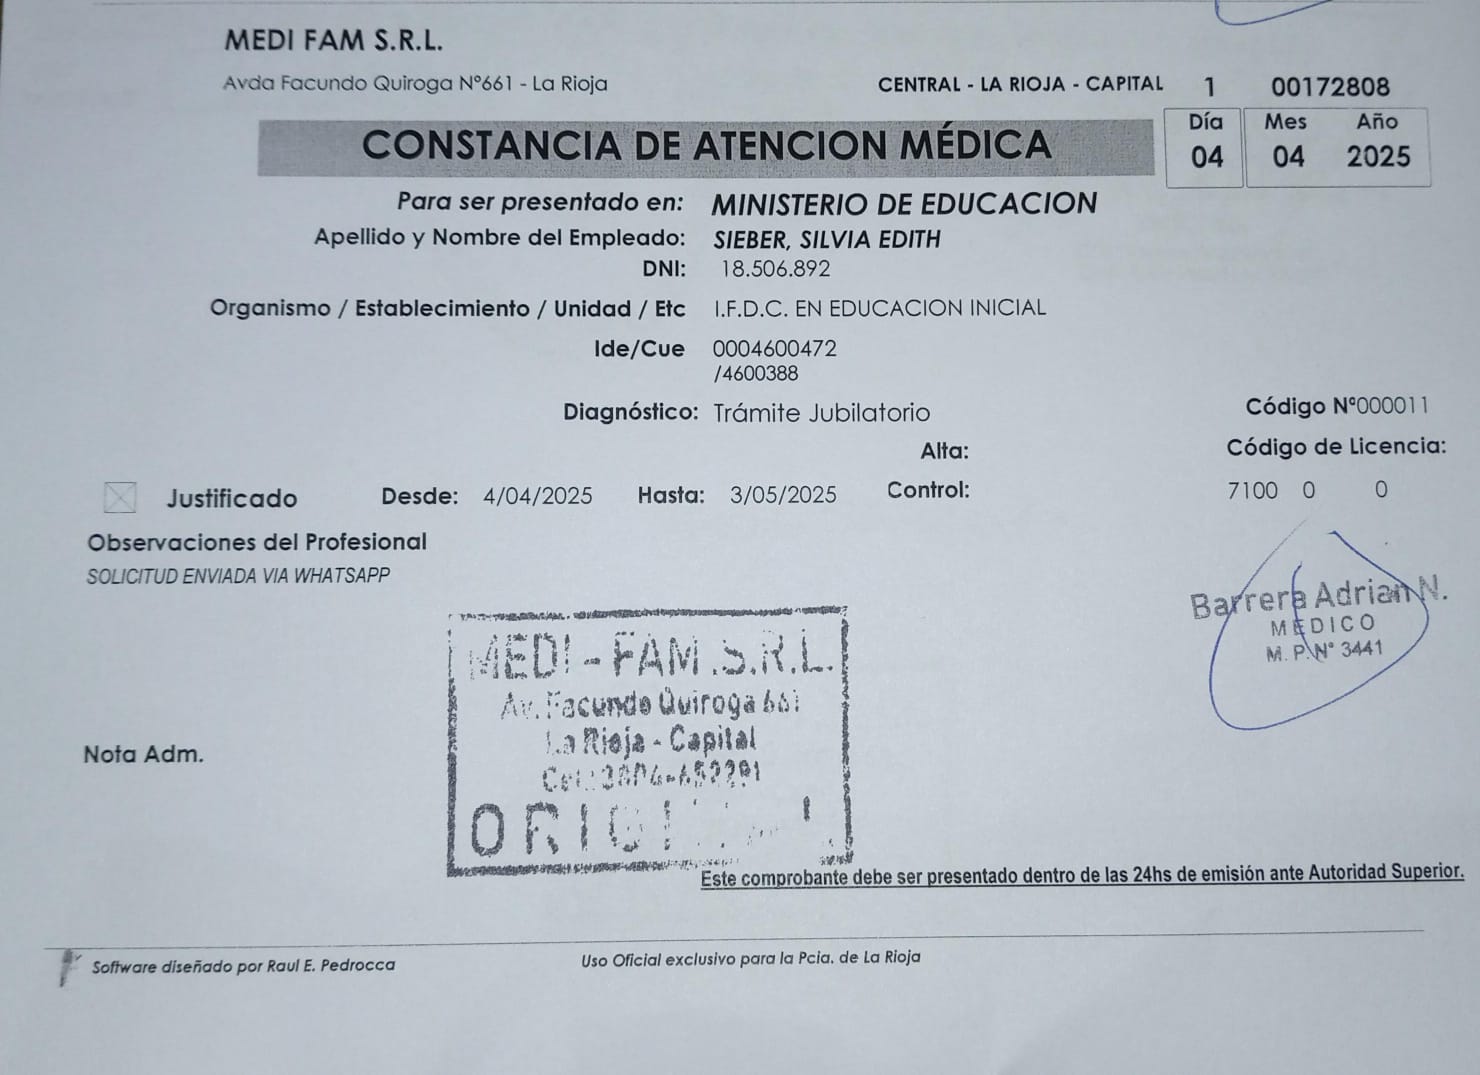 MEDI FAM S.R.L.
Avda Facundo Quiroga N°661 - La Rioja
CENTRAL - LA RIOJA - CAPITAL 1 00172808
CONSTANCIA DE ATENCION MÉDICA
Día Mes Año
04 04 2025
Para ser presentado en: MINISTERIO DE EDUCACION
Apellido y Nombre del Empleado: SIEBER, SILVIA EDITH
DNI: 18.506.892
Organismo / Establecimiento / Unidad / Etc I.F.D.C. EN EDUCACION INICIAL
Ide/Cue 0004600472
/4600388
Diagnóstico: Trámite Jubilatorio
Código N°000011
Alta:
Código de Licencia:
Justificado Desde: 4/04/2025 Hasta: 3/05/2025 Control:
7100 0 0
Observaciones del Profesional
SOLICITUD ENVIADA VIA WHATSAPP
Barrera Adrian N.
MEDICO
M. P. N° 3441
MEDI - FAM .S.R.L.
Av. Facundo Quiroga 661
La Rioja - Capital
Nota Adm.
Este comprobante debe ser presentado dentro de las 24hs de emisión ante Autoridad Superior.
Software diseñado por Raul E. Pedrocca
Uso Oficial exclusivo para la Pcia. de La Rioja